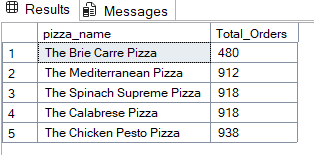 Results Messages
pizza_name Total_Orders
1 The Brie Carre Pizza 480
2 The Mediterranean Pizza 912
3 The Spinach Supreme Pizza 918
4 The Calabrese Pizza 918
5 The Chicken Pesto Pizza 938